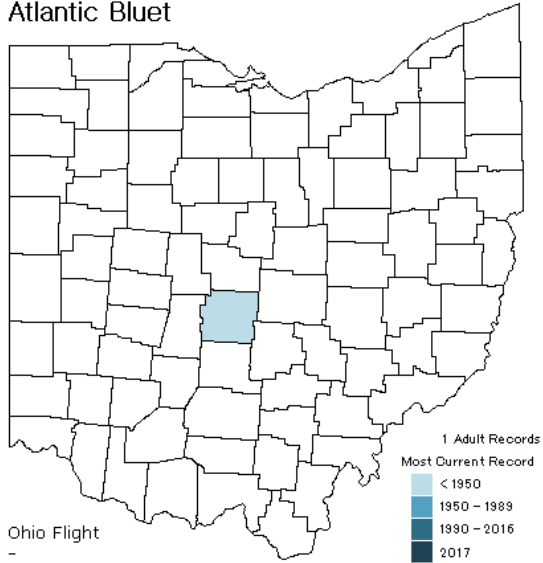 Atlantic Bluet
1 Adult Records
Most Current Record
< 1950
1950 - 1989
1990 - 2016
2017
Ohio Flight
-